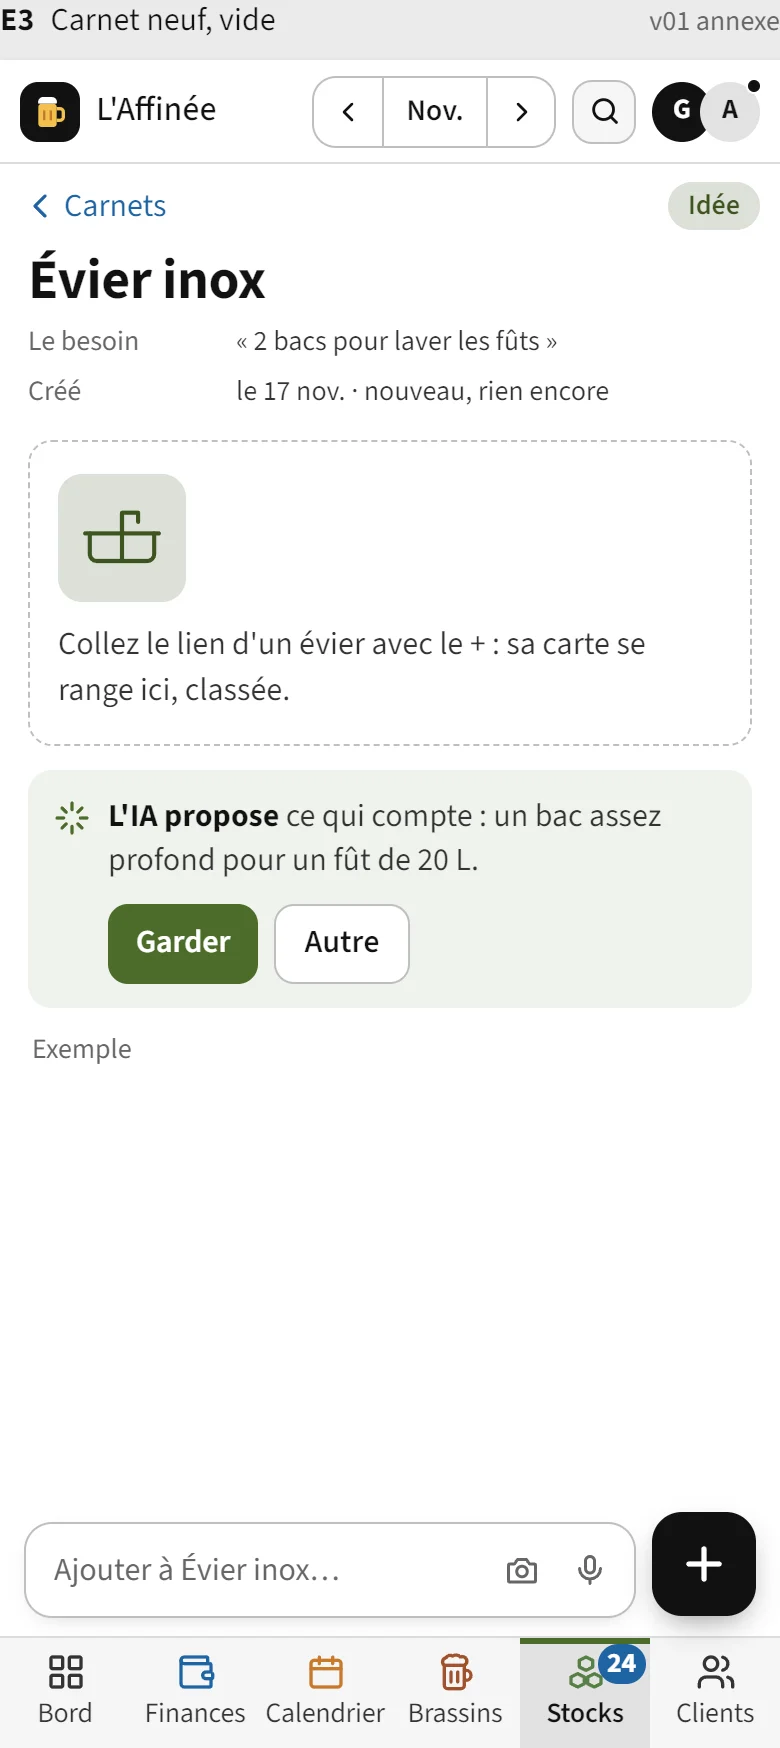 E3 Carnet neuf, vide
v01 annexe
L'Affinée
Nov.
G
A
Carnets
Idée
Évier inox
Le besoin
« 2 bacs pour laver les fûts »
Créé
le 17 nov. · nouveau, rien encore
Collez le lien d'un évier avec le + : sa carte se
range ici, classée.
L'IA propose ce qui compte : un bac assez
profond pour un fût de 20 L.
Garder
Autre
Exemple
Ajouter à Évier inox…
24
Bord
Finances
Calendrier
Brassins
Stocks
Clients